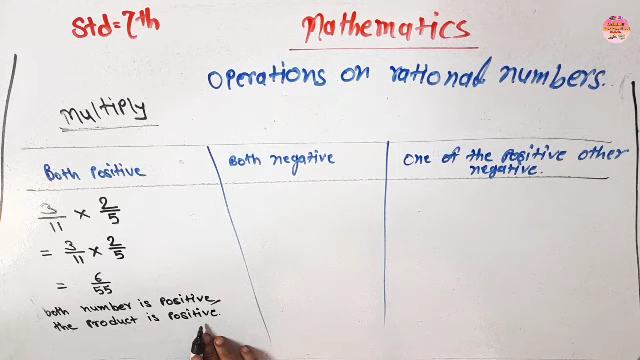 Std = 7th
Mathematics
Operations on rational numbers.
Multiply
Both Positive
Both negative
One of the positive other
negative.
3/11 × 2/5
= 3/11 × 2/5
= 6/55
both number is positive,
the product is positive.